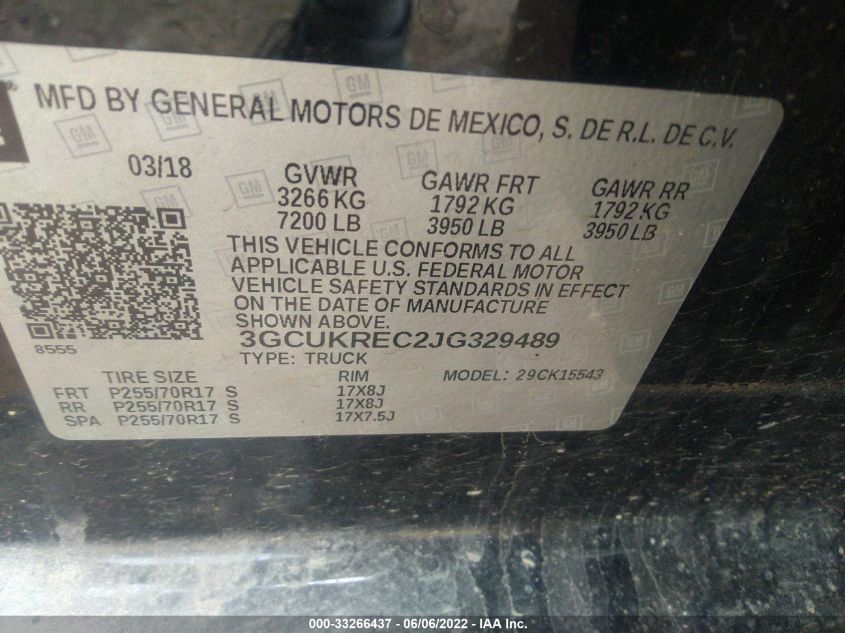 MFD BY GENERAL MOTORS DE MEXICO, S. DE R.L. DE C.V.
03/18 GVWR GAWR FRT GAWR RR
3266 KG 1792 KG 1792 KG
7200 LB 3950 LB 3950 LB
THIS VEHICLE CONFORMS TO ALL
APPLICABLE U.S. FEDERAL MOTOR
VEHICLE SAFETY STANDARDS IN EFFECT
ON THE DATE OF MANUFACTURE
SHOWN ABOVE.
8555 3GCUKREC2JG329489
TYPE: TRUCK
TIRE SIZE RIM MODEL: 29CK15543
FRT P255/70R17 S 17X8J
RR P255/70R17 S 17X8J
SPA P255/70R17 S 17X7.5J
000-33266437 - 06/06/2022 - IAA Inc.